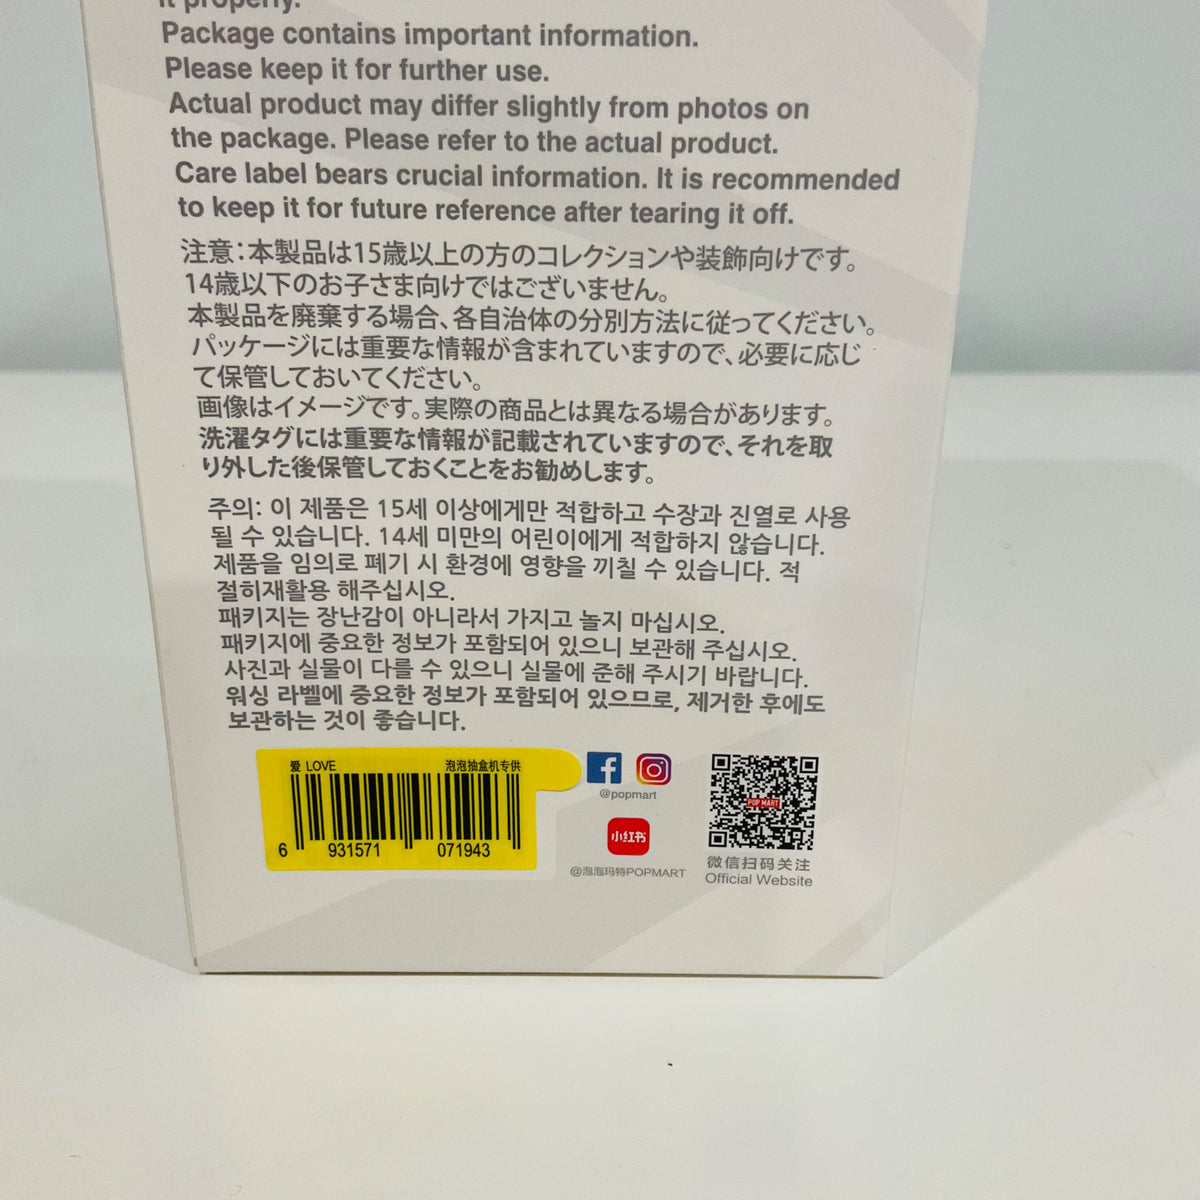 it properly.
Package contains important information.
Please keep it for further use.
Actual product may differ slightly from photos on
the package. Please refer to the actual product.
Care label bears crucial information. It is recommended
to keep it for future reference after tearing it off.
注意：本製品は15歳以上の方のコレクションや装飾向けです。
14歳以下のお子さま向けではございません。
本製品を廃棄する場合、各自治体の分別方法に従ってください。
パッケージには重要な情報が含まれていますので、必要に応じ
て保管しておいてください。
画像はイメージです。実際の商品とは異なる場合があります。
洗濯タグには重要な情報が記載されていますので、それを取
り外した後保管しておくことをお勧めします。
주의: 이 제품은 15세 이상에게만 적합하고 수장과 진열로 사용
될 수 있습니다. 14세 미만의 어린이에게 적합하지 않습니다.
제품을 임의로 폐기 시 환경에 영향을 끼칠 수 있습니다. 적
절히재활용 해주십시오.
패키지는 장난감이 아니라서 가지고 놀지 마십시오.
패키지에 중요한 정보가 포함되어 있으니 보관해 주십시오.
사진과 실물이 다를 수 있으니 실물에 준해 주시기 바랍니다.
워싱 라벨에 중요한 정보가 포함되어 있으므로, 제거한 후에도
보관하는 것이 좋습니다.
爱 LOVE 泡泡抽盒机专供
6 931571 071943
@popmart
小红书
@泡泡玛特POPMART
POP MART
微信扫码关注
Official Website